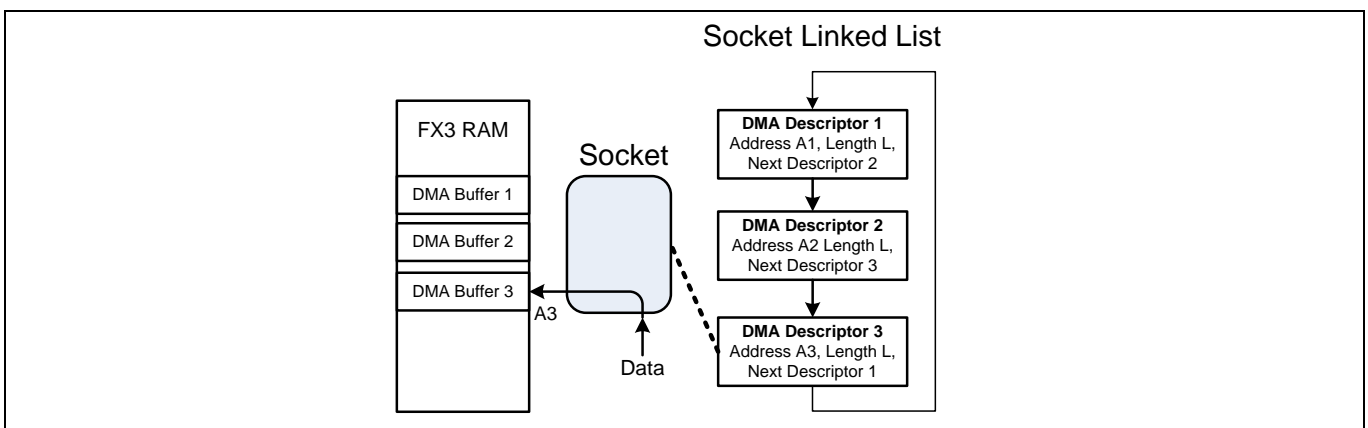 Socket Linked List
FX3 RAM
DMA Buffer 1
DMA Buffer 2
DMA Buffer 3
Socket
A3
Data
DMA Descriptor 1
Address A1, Length L,
Next Descriptor 2
DMA Descriptor 2
Address A2 Length L,
Next Descriptor 3
DMA Descriptor 3
Address A3, Length L,
Next Descriptor 1